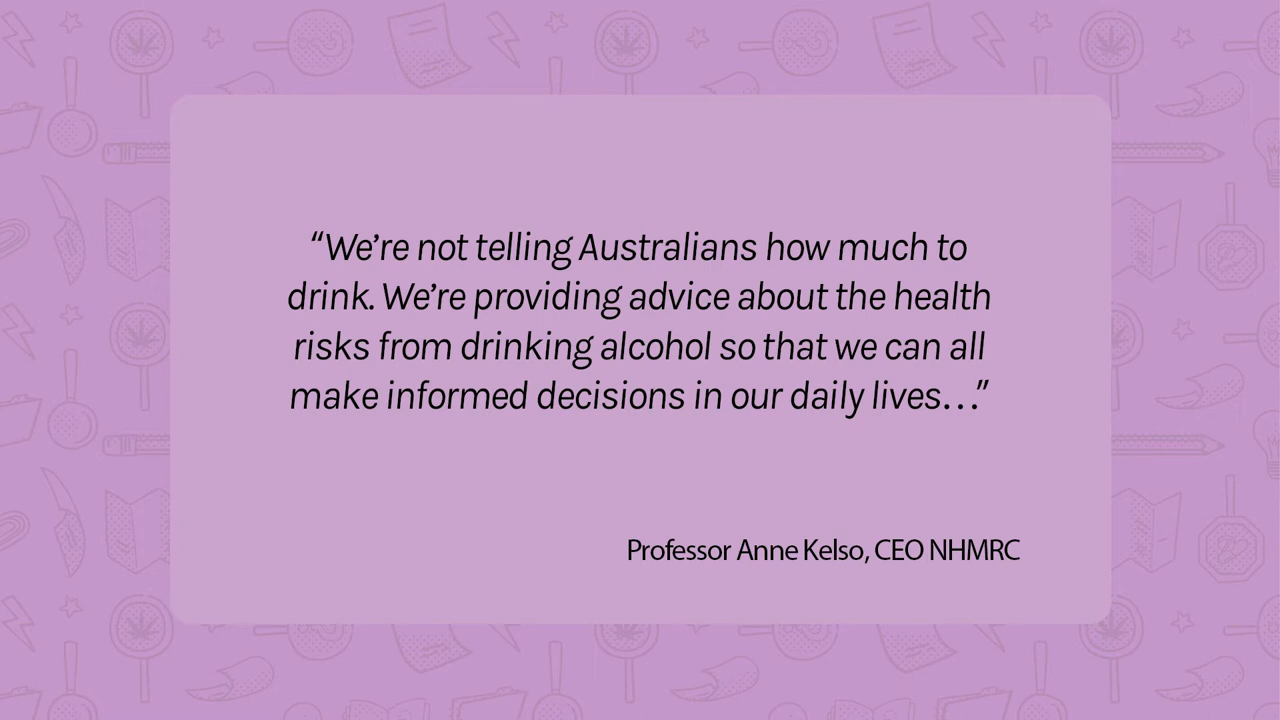 “We’re not telling Australians how much to
drink. We’re providing advice about the health
risks from drinking alcohol so that we can all
make informed decisions in our daily lives…”
Professor Anne Kelso, CEO NHMRC